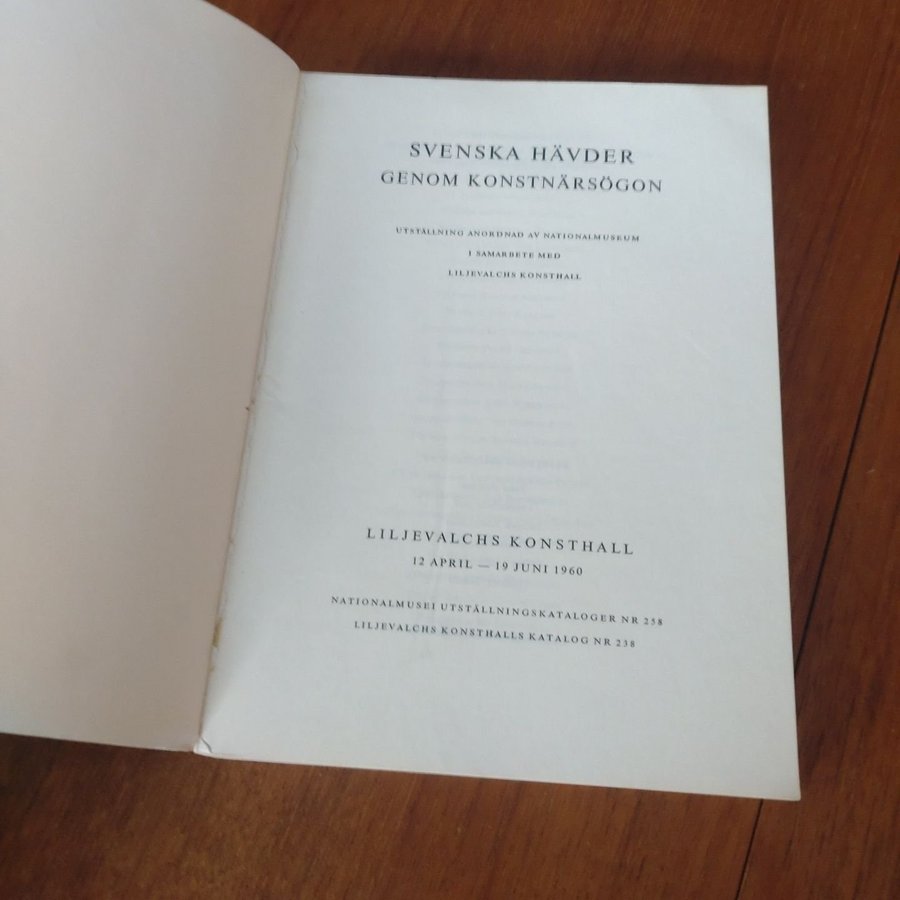 SVENSKA HÄVDER
GENOM KONSTNÄRSÖGON
UTSTÄLLNING ANORDNAD AV NATIONALMUSEUM
I SAMARBETE MED
LILJEVALCHS KONSTHALL
LILJEVALCHS KONSTHALL
12 APRIL — 19 JUNI 1960
NATIONALMUSEI UTSTÄLLNINGSKATALOGER NR 258
LILJEVALCHS KONSTHALLS KATALOG NR 238